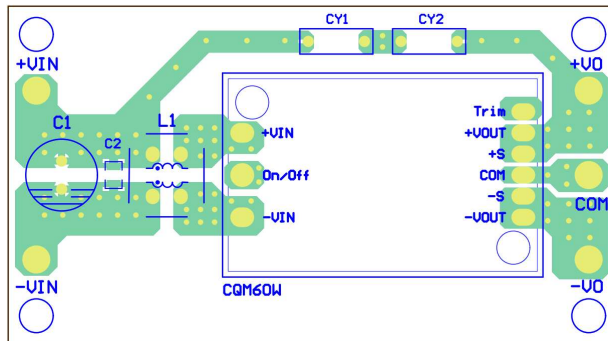 CY1 CY2
+VIN
+VO
C1
L1
C2
Trim
+VIN
+VOUT
+S
On/Off
COM
-S
COM
-VIN
-VOUT
-VIN
CQM60W
-VO